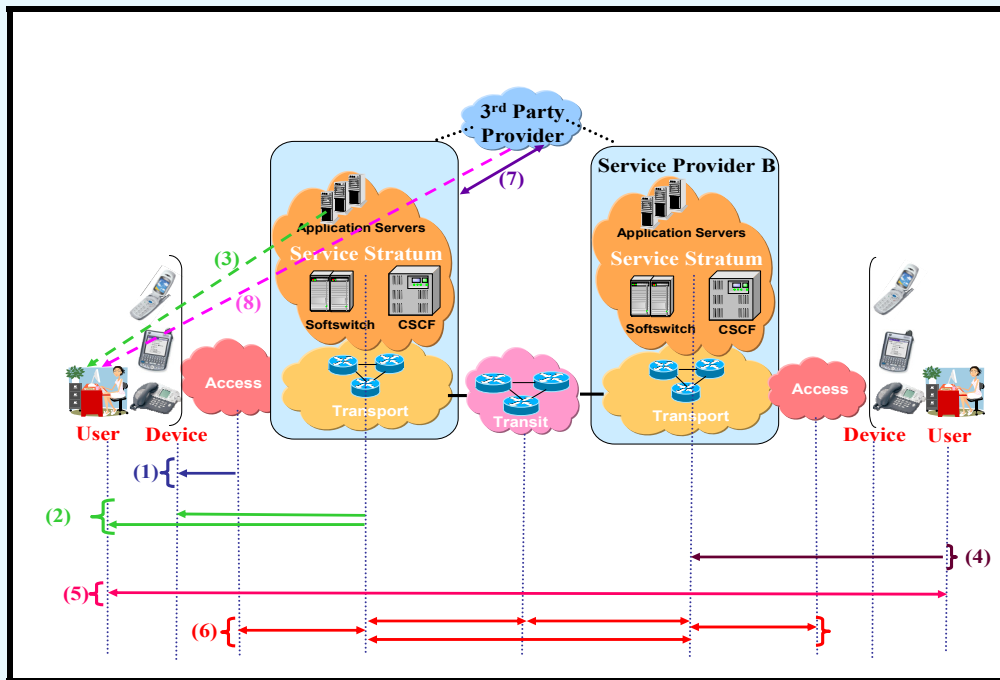 3rd Party
Provider
Service Provider B
(7)
Application Servers
Service Stratum
Softswitch
CSCF
Application Servers
Service Stratum
Softswitch
CSCF
(3)
(8)
Access
Transport
Transit
Transport
Access
User
Device
Device
User
(1)
(2)
(4)
(5)
(6)